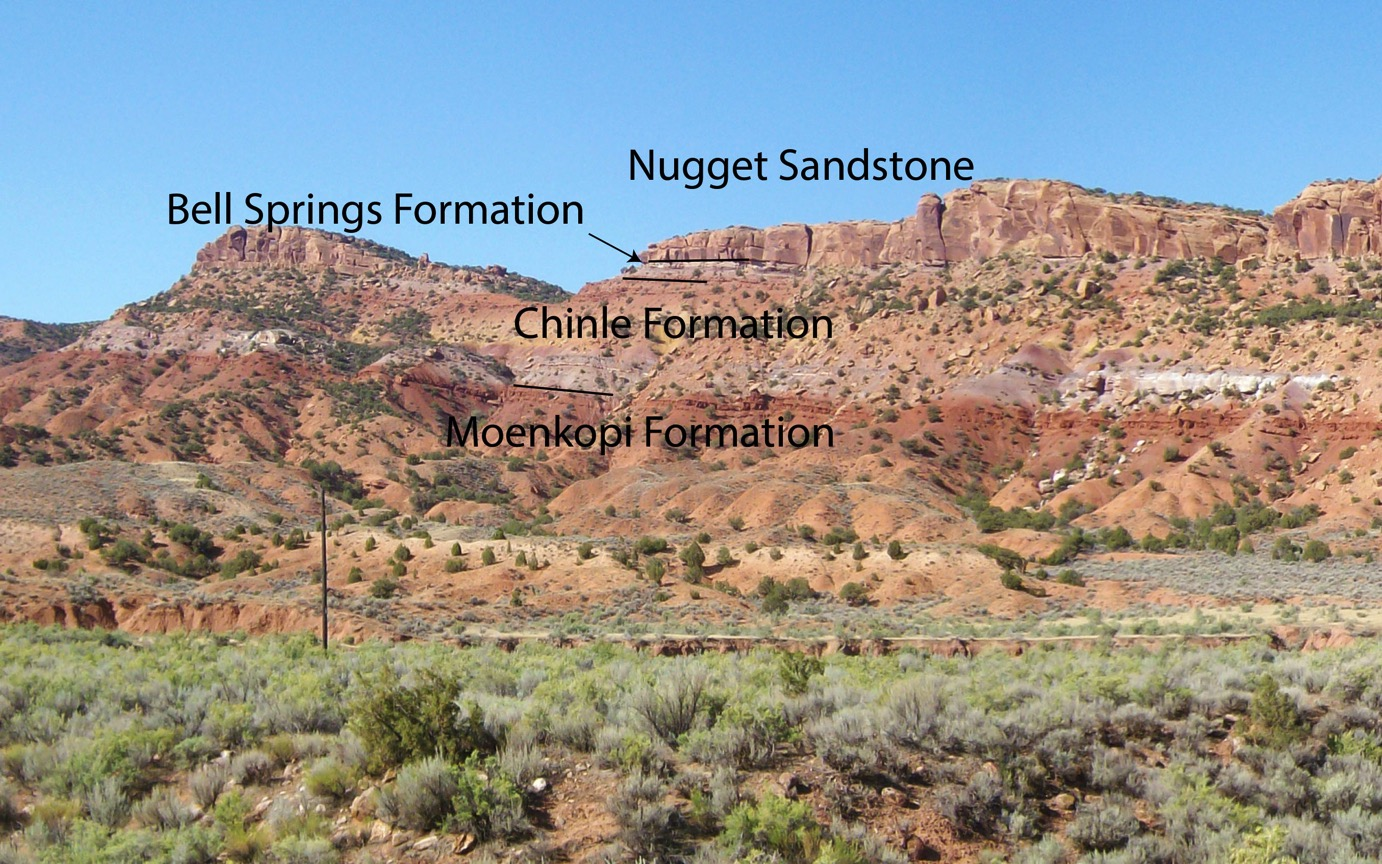 Nugget Sandstone
Bell Springs Formation
Chinle Formation
Moenkopi Formation